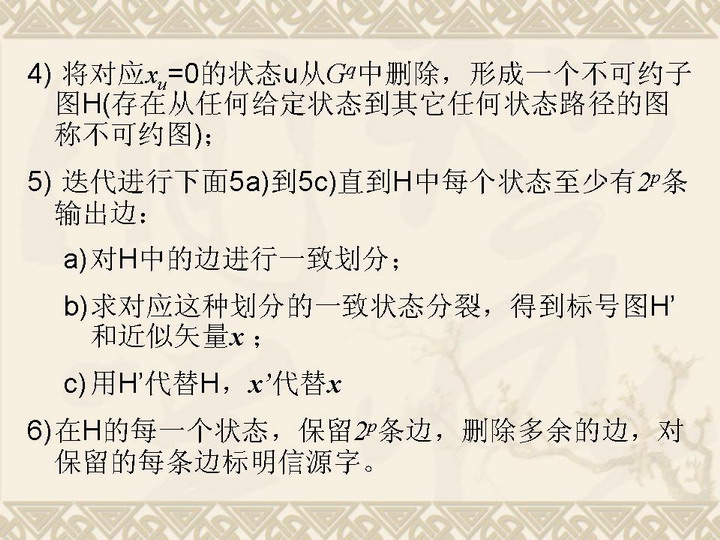 4) 将对应xᵤ=0的状态u从G^q中删除，形成一个不可约子
图H(存在从任何给定状态到其它任何状态路径的图
称不可约图)；
5) 迭代进行下面5a)到5c)直到H中每个状态至少有2^p条
输出边：
a) 对H中的边进行一致划分；
b) 求对应这种划分的一致状态分裂，得到标号图H’
和近似矢量x ；
c) 用H’代替H，x’代替x
6) 在H的每一个状态，保留2^p条边，删除多余的边，对
保留的每条边标明信源字。